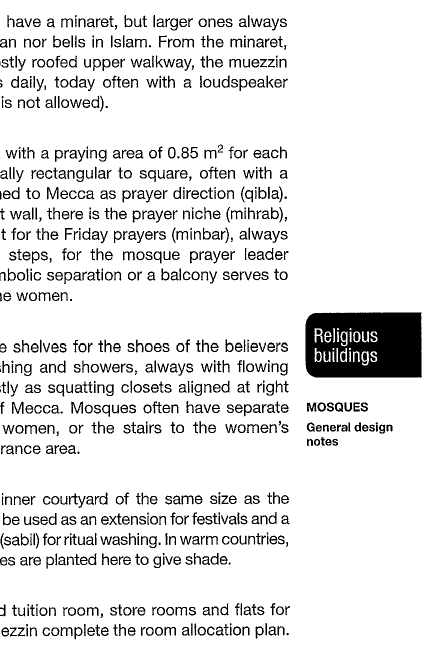 have a minaret, but larger ones always
an nor bells in Islam. From the minaret,
stly roofed upper walkway, the muezzin
s daily, today often with a loudspeaker
is not allowed).
with a praying area of 0.85 m² for each
ally rectangular to square, often with a
ned to Mecca as prayer direction (qibla).
t wall, there is the prayer niche (mihrab),
t for the Friday prayers (minbar), always
steps, for the mosque prayer leader
mbolic separation or a balcony serves to
he women.
e shelves for the shoes of the believers
shing and showers, always with flowing
stly as squatting closets aligned at right
f Mecca. Mosques often have separate
women, or the stairs to the women's
rance area.
inner courtyard of the same size as the
be used as an extension for festivals and a
(sabil) for ritual washing. In warm countries,
es are planted here to give shade.
d tuition room, store rooms and flats for
ezzin complete the room allocation plan.
Religious
buildings
MOSQUES
General design
notes